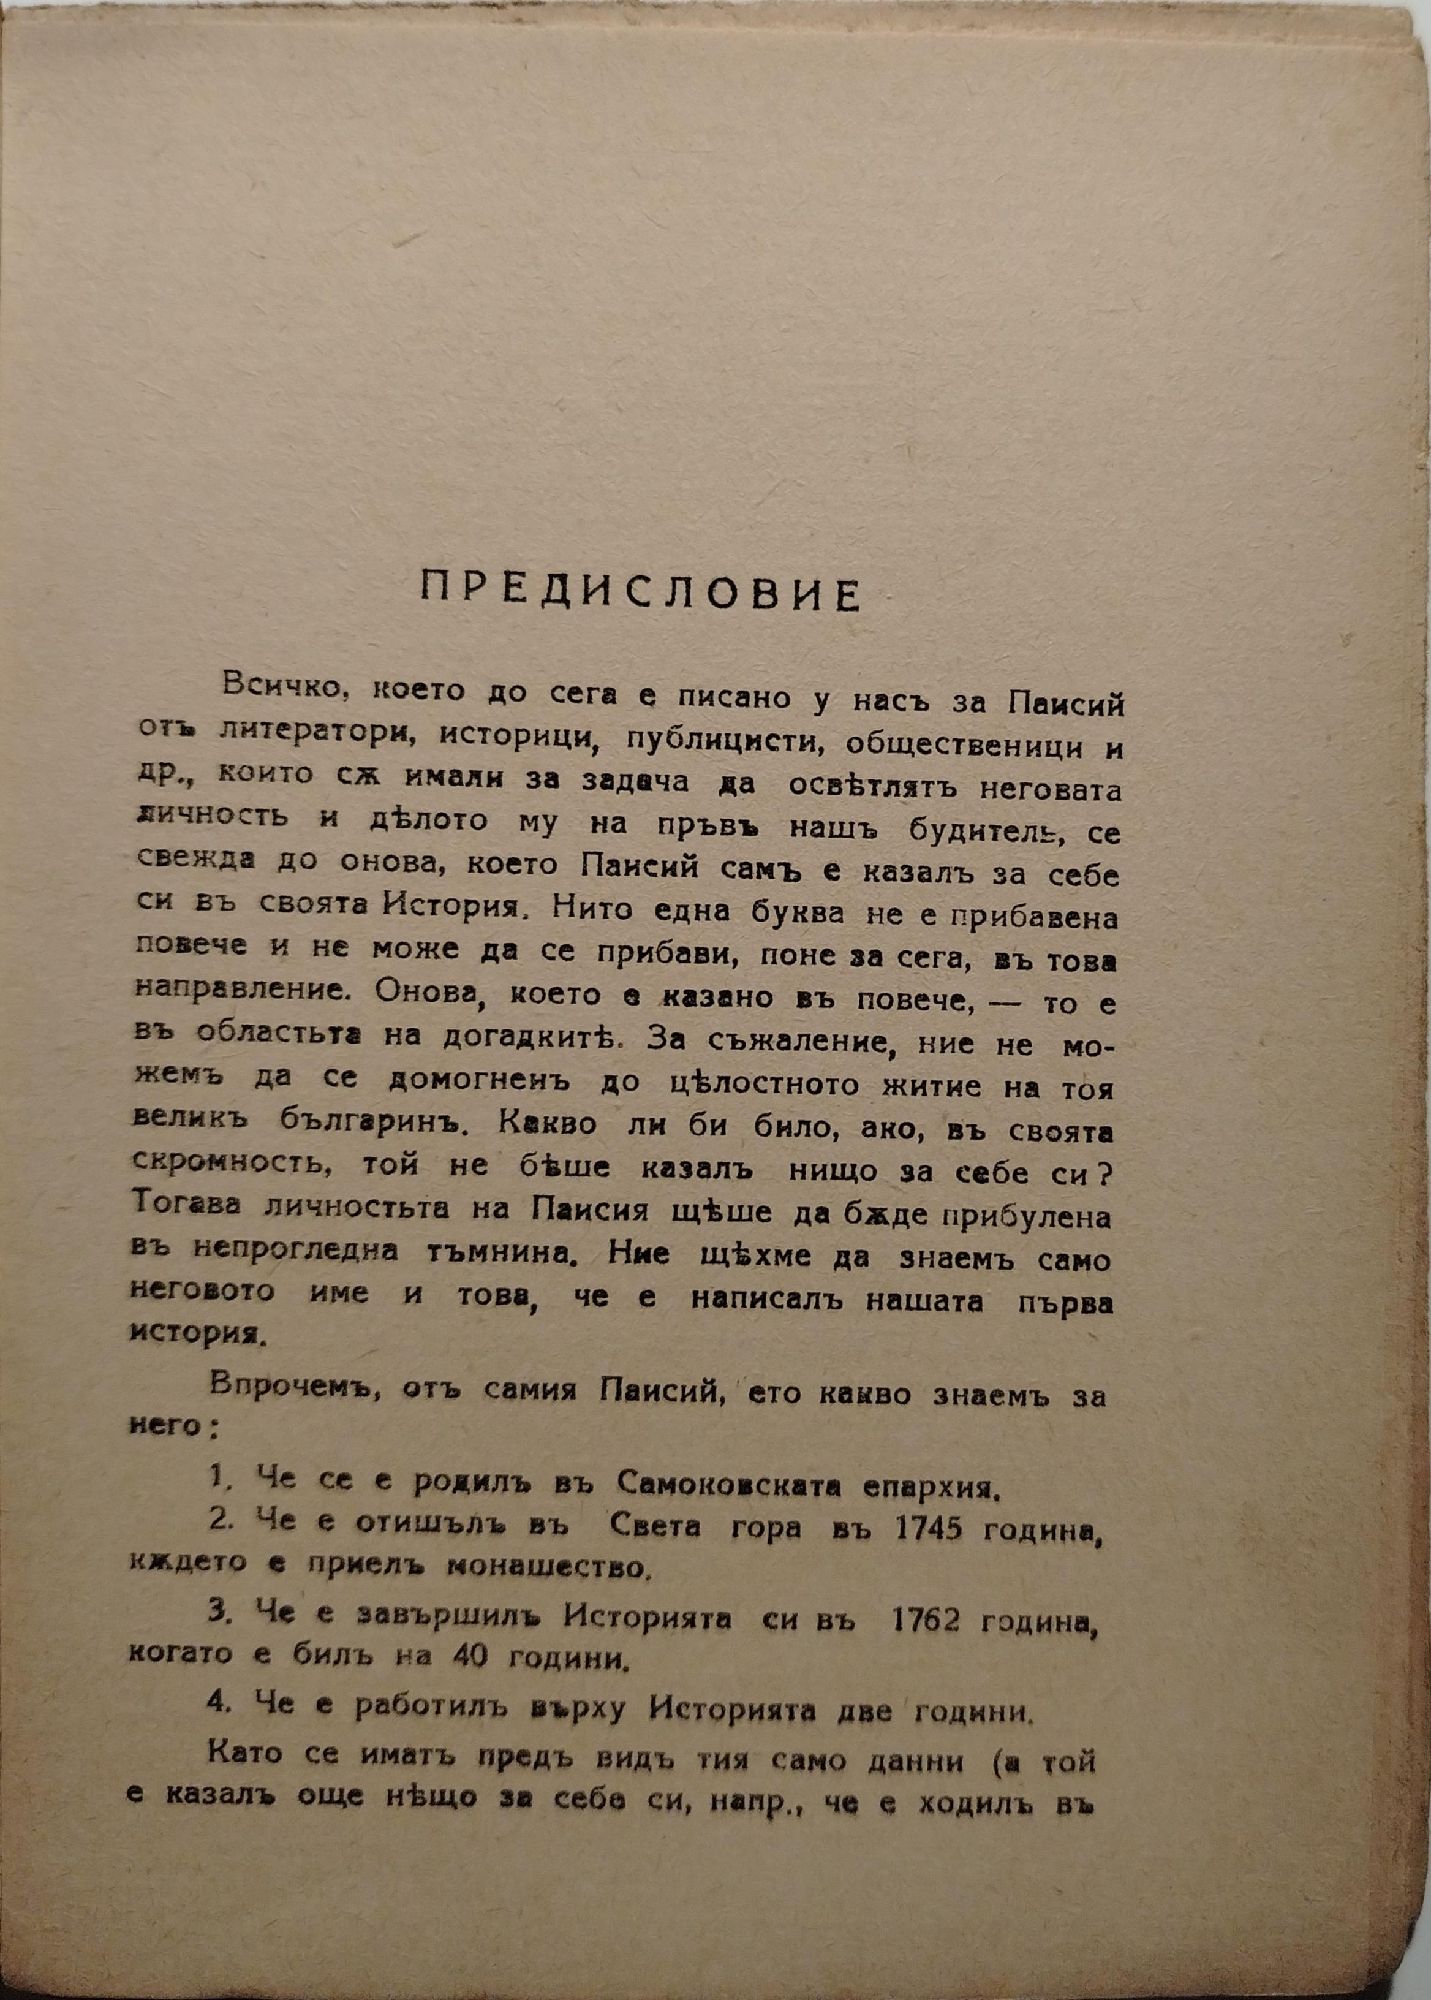 ПРЕДИСЛОВИЕ
Всичко, което до сега е писано у насъ за Паисий
отъ литератори, историци, публицисти, общественици и
др., които сѫ имали за задача да освѣтлятъ неговата
личность и дѣлото му на пръвъ нашъ будитель, се
свежда до онова, което Паисий самъ е казалъ за себе
си въ своята История. Нито една буква не е прибавена
повече и не може да се прибави, поне за сега, въ това
направление. Онова, което е казано въ повече, — то е
въ областьта на догадкитѣ. За съжаление, ние не мо-
жемъ да се домогнемъ до цѣлостното житие на тоя
великъ българинъ. Какво ли би било, ако, въ своята
скромность, той не бѣше казалъ нищо за себе си?
Тогава личностьта на Паисия щѣше да бѫде прибулена
въ непрогледна тъмнина. Ние щѣхме да знаемъ само
неговото име и това, че е написалъ нашата първа
история.
Впрочемъ, отъ самия Паисий, ето какво знаемъ за
него:
1. Че се е родилъ въ Самоковската епархия.
2. Че е отишълъ въ Света гора въ 1745 година,
кѫдето е приелъ монашество.
3. Че е завършилъ Историята си въ 1762 година,
когато е билъ на 40 години.
4. Че е работилъ върху Историята две години.
Като се иматъ предъ видъ тия само данни (а той
е казалъ още нѣщо за себе си, напр., че е ходилъ въ